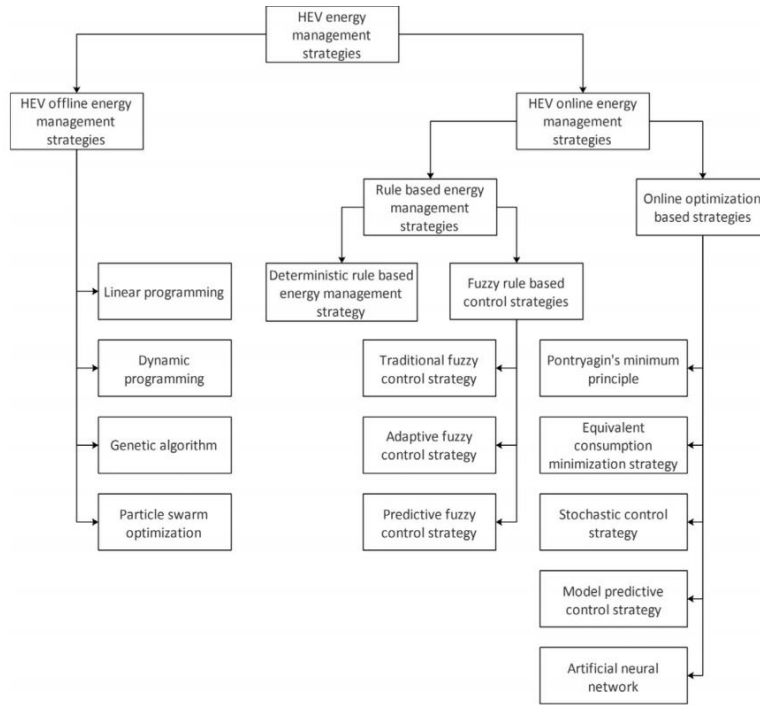 HEV energy
management
strategies
HEV offline energy
management
strategies
HEV online energy
management
strategies
Rule based energy
management
strategies
Online optimization
based strategies
Deterministic rule based
energy management
strategy
Fuzzy rule based
control strategies
Linear programming
Dynamic
programming
Genetic algorithm
Particle swarm
optimization
Traditional fuzzy
control strategy
Adaptive fuzzy
control strategy
Predictive fuzzy
control strategy
Pontryagin's minimum
principle
Equivalent
consumption
minimization strategy
Stochastic control
strategy
Model predictive
control strategy
Artificial neural
network